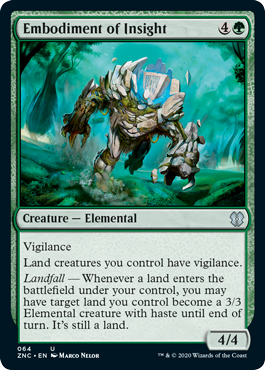 Embodiment of Insight 4
Creature — Elemental
Vigilance
Land creatures you control have vigilance.
Landfall — Whenever a land enters the
battlefield under your control, you may
have target land you control become a 3/3
Elemental creature with haste until end of
turn. It's still a land.
4/4
064 U
ZNC • EN Marco Nelor
™ & © 2020 Wizards of the Coast